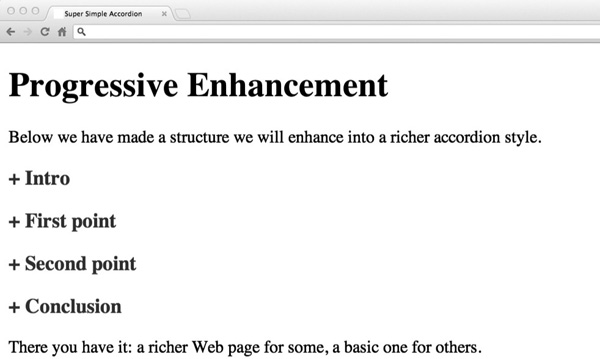 Super Simple Accordion
Progressive Enhancement
Below we have made a structure we will enhance into a richer accordion style.
+ Intro
+ First point
+ Second point
+ Conclusion
There you have it: a richer Web page for some, a basic one for others.